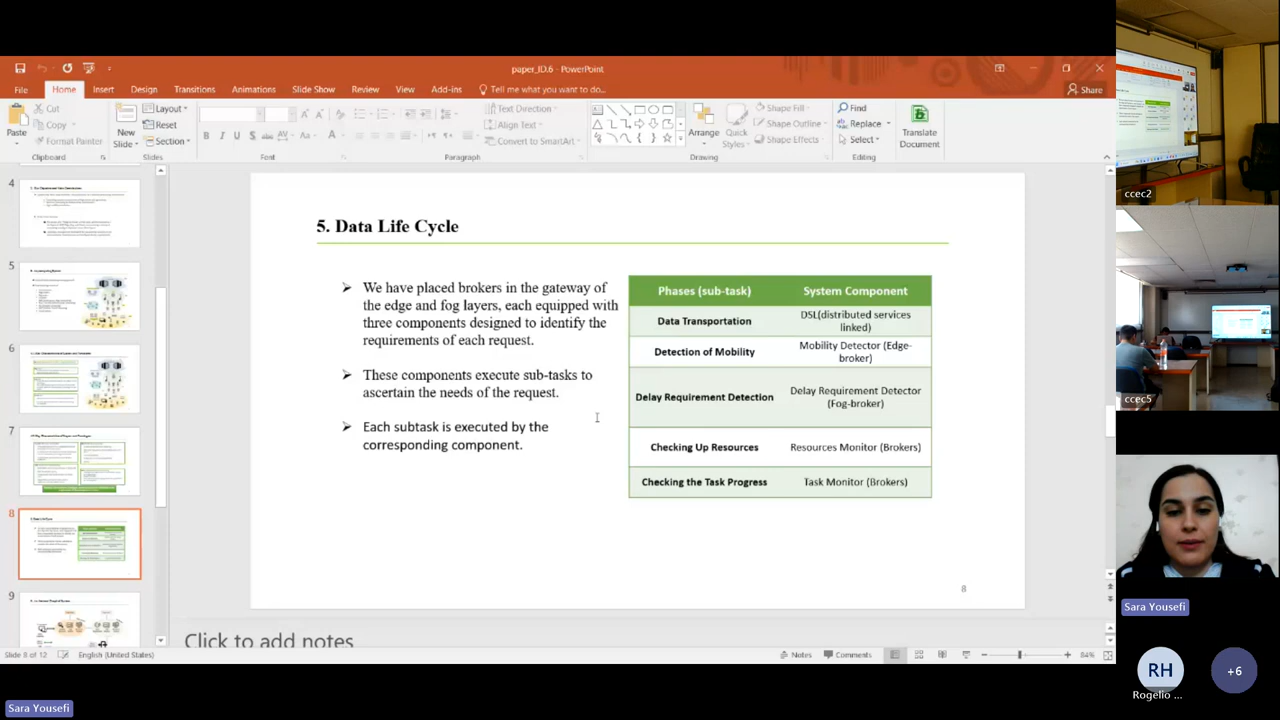 paper_ID.6 - PowerPoint
File Home Insert Design Transitions Animations Slide Show Review View Add-ins Tell me what you want to do... Share
Cut
Copy
Format Painter
Paste
Clipboard
New
Slide
Layout
Reset
Section
Slides
Font
Text Direction
Align Text
Convert to SmartArt
Paragraph
Arrange
Quick
Styles
Shape Fill
Shape Outline
Shape Effects
Drawing
Find
Replace
Select
Editing
Translate
Document
4
5
6
7
8
9
5. Data Life Cycle
We have placed brokers in the gateway of
the edge and fog layers, each equipped with
three components designed to identify the
requirements of each request.
These components execute sub-tasks to
ascertain the needs of the request.
Each subtask is executed by the
corresponding component.
Phases (sub-task) System Component
Data Transportation DSL(distributed services
linked)
Detection of Mobility Mobility Detector (Edge-
broker)
Delay Requirement Detection Delay Requirement Detector
(Fog-broker)
Checking Up Resources Resources Monitor (Brokers)
Checking the Task Progress Task Monitor (Brokers)
8
Click to add notes
Slide 8 of 12 English (United States) Notes Comments 84%
Sara Yousefi
ccec2
ccec5
Sara Yousefi
RH
Rogelio ...
+6